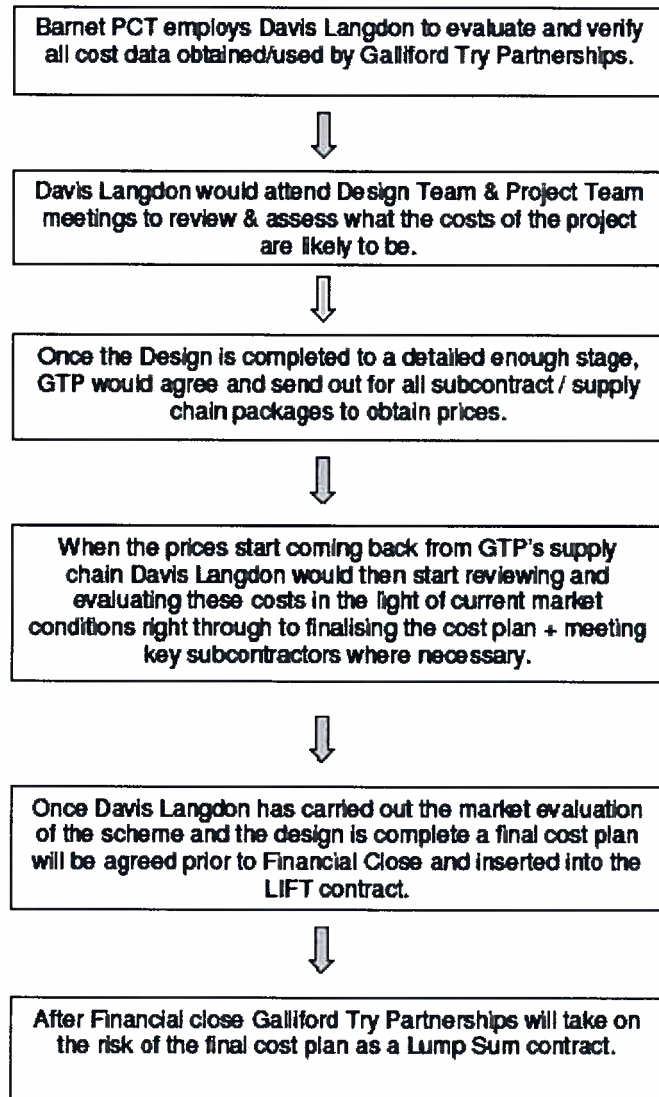 Barnet PCT employs Davis Langdon to evaluate and verify
all cost data obtained/used by Galliford Try Partnerships.
Davis Langdon would attend Design Team & Project Team
meetings to review & assess what the costs of the project
are likely to be.
Once the Design is completed to a detailed enough stage,
GTP would agree and send out for all subcontract / supply
chain packages to obtain prices.
When the prices start coming back from GTP's supply
chain Davis Langdon would then start reviewing and
evaluating these costs in the light of current market
conditions right through to finalising the cost plan + meeting
key subcontractors where necessary.
Once Davis Langdon has carried out the market evaluation
of the scheme and the design is complete a final cost plan
will be agreed prior to Financial Close and inserted into the
LIFT contract.
After Financial close Galliford Try Partnerships will take on
the risk of the final cost plan as a Lump Sum contract.